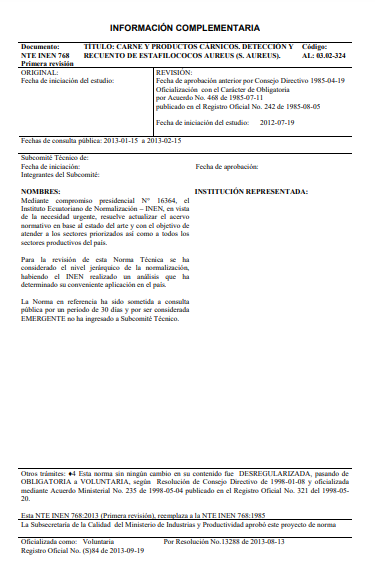 INFORMACIÓN COMPLEMENTARIA
Documento: TÍTULO: CARNE Y PRODUCTOS CÁRNICOS. DETECCIÓN Y Código:
NTE INEN 768 RECUENTO DE ESTAFILOCOCOS AUREUS (S. AUREUS). AL: 03.02-324
Primera revisión
ORIGINAL:
Fecha de iniciación del estudio:
REVISIÓN:
Fecha de aprobación anterior por Consejo Directivo 1985-04-19
Oficialización con el Carácter de Obligatoria
por Acuerdo No. 468 de 1985-07-11
publicado en el Registro Oficial No. 242 de 1985-08-05
Fecha de iniciación del estudio: 2012-07-19
Fechas de consulta pública: 2013-01-15 a 2013-02-15
Subcomité Técnico de:
Fecha de iniciación: Fecha de aprobación:
Integrantes del Subcomité:
NOMBRES: INSTITUCIÓN REPRESENTADA:
Mediante compromiso presidencial N° 16364, el
Instituto Ecuatoriano de Normalización – INEN, en vista
de la necesidad urgente, resuelve actualizar el acervo
normativo en base al estado del arte y con el objetivo de
atender a los sectores priorizados así como a todos los
sectores productivos del país.
Para la revisión de esta Norma Técnica se ha
considerado el nivel jerárquico de la normalización,
habiendo el INEN realizado un análisis que ha
determinado su conveniente aplicación en el país.
La Norma en referencia ha sido sometida a consulta
pública por un período de 30 días y por ser considerada
EMERGENTE no ha ingresado a Subcomité Técnico.
Otros trámites: ♦4 Esta norma sin ningún cambio en su contenido fue DESREGULARIZADA, pasando de
OBLIGATORIA a VOLUNTARIA, según Resolución de Consejo Directivo de 1998-01-08 y oficializada
mediante Acuerdo Ministerial No. 235 de 1998-05-04 publicado en el Registro Oficial No. 321 del 1998-05-
20.
Esta NTE INEN 768:2013 (Primera revisión), reemplaza a la NTE INEN 768:1985
La Subsecretaría de la Calidad del Ministerio de Industrias y Productividad aprobó este proyecto de norma
Oficializada como: Voluntaria Por Resolución No.13288 de 2013-08-13
Registro Oficial No. (S)84 de 2013-09-19